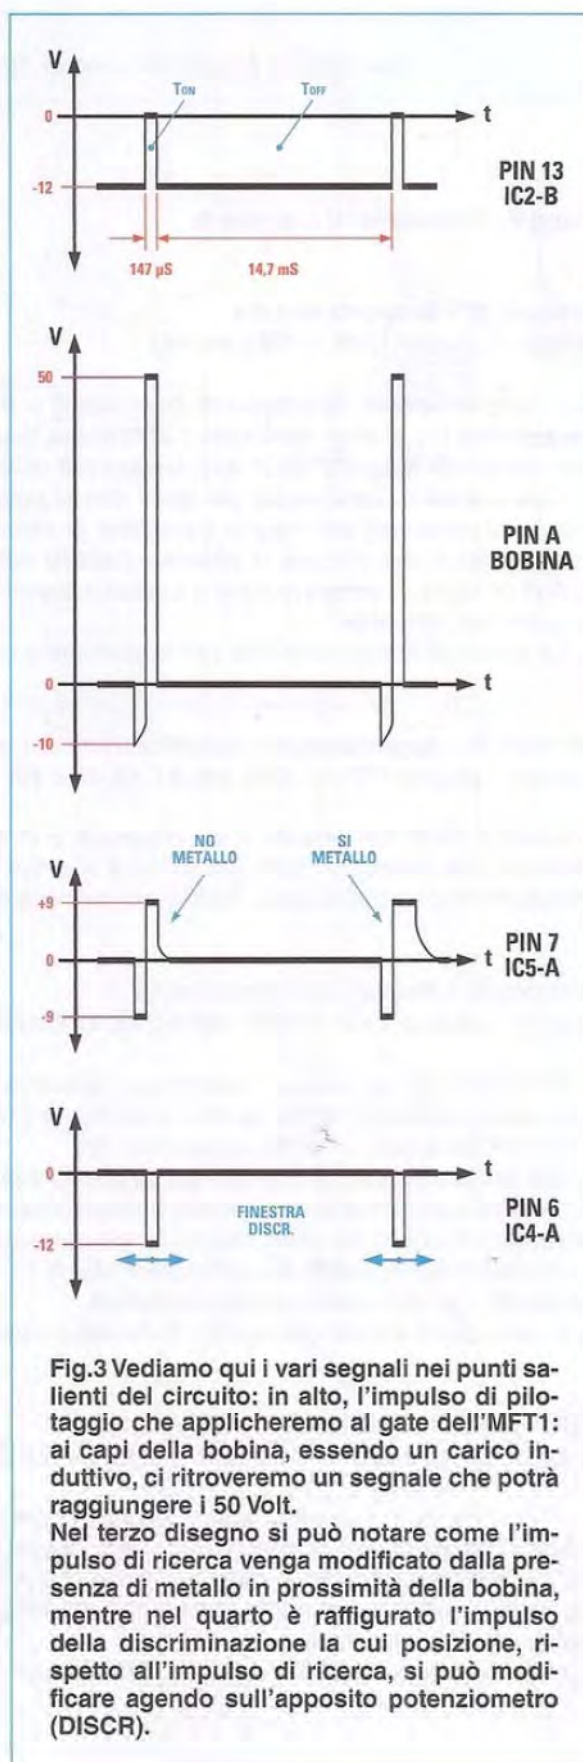 V
TON
TOFF
0
t
-12
PIN 13
IC2-B
147 µS
14,7 mS
V
50
PIN A
BOBINA
0
t
-10
V
NO
METALLO
SI
METALLO
+9
0
t
PIN 7
IC5-A
-9
V
0
t
FINESTRA
DISCR.
PIN 6
IC4-A
-12
Fig.3 Vediamo qui i vari segnali nei punti sa-
lienti del circuito: in alto, l'impulso di pilo-
taggio che applicheremo al gate dell'MFT1:
ai capi della bobina, essendo un carico in-
duttivo, ci ritroveremo un segnale che potrà
raggiungere i 50 Volt.
Nel terzo disegno si può notare come l'im-
pulso di ricerca venga modificato dalla pre-
senza di metallo in prossimità della bobina,
mentre nel quarto è raffigurato l'impulso
della discriminazione la cui posizione, ri-
spetto all'impulso di ricerca, si può modi-
ficare agendo sull'apposito potenziometro
(DISCR).